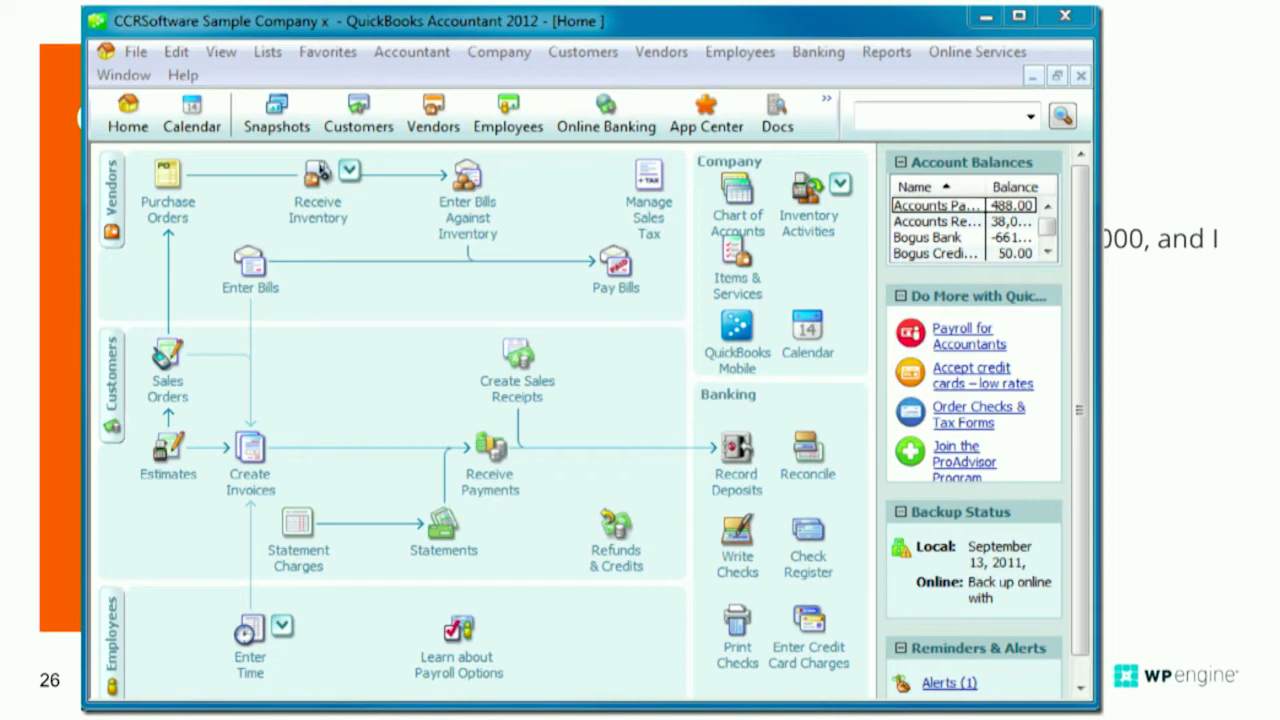 CCRSoftware Sample Company x - QuickBooks Accountant 2012 - [Home ]
File Edit View Lists Favorites Accountant Company Customers Vendors Employees Banking Reports Online Services
Window Help
Home Calendar Snapshots Customers Vendors Employees Online Banking App Center Docs
Vendors
PO
Purchase
Orders
Receive
Inventory
Enter Bills
Against
Inventory
+ TAX
Manage
Sales
Tax
Enter Bills
PAID
Pay Bills
Customers
Sales
Orders
Create Sales
Receipts
Estimates
Create
Invoices
Receive
Payments
Statement
Charges
Statements
Refunds
& Credits
Employees
Enter
Time
Learn about
Payroll Options
Company
Chart of
Accounts
Inventory
Activities
Items &
Services
QuickBooks
Mobile
14
Calendar
Banking
Record
Deposits
Reconcile
Write
Checks
Check
Register
Print
Checks
Enter Credit
Card Charges
Account Balances
Name Balance
Accounts Pa... 488.00
Accounts Re... 38,0...
Bogus Bank -661...
Bogus Credi... 50.00
Do More with Quic...
Payroll for
Accountants
Accept credit
cards – low rates
Order Checks &
Tax Forms
Join the
ProAdvisor
Program
Backup Status
Local: September
13, 2011,
Online: Back up online
with
Reminders & Alerts
Alerts (1)
000, and I
26
WPengine